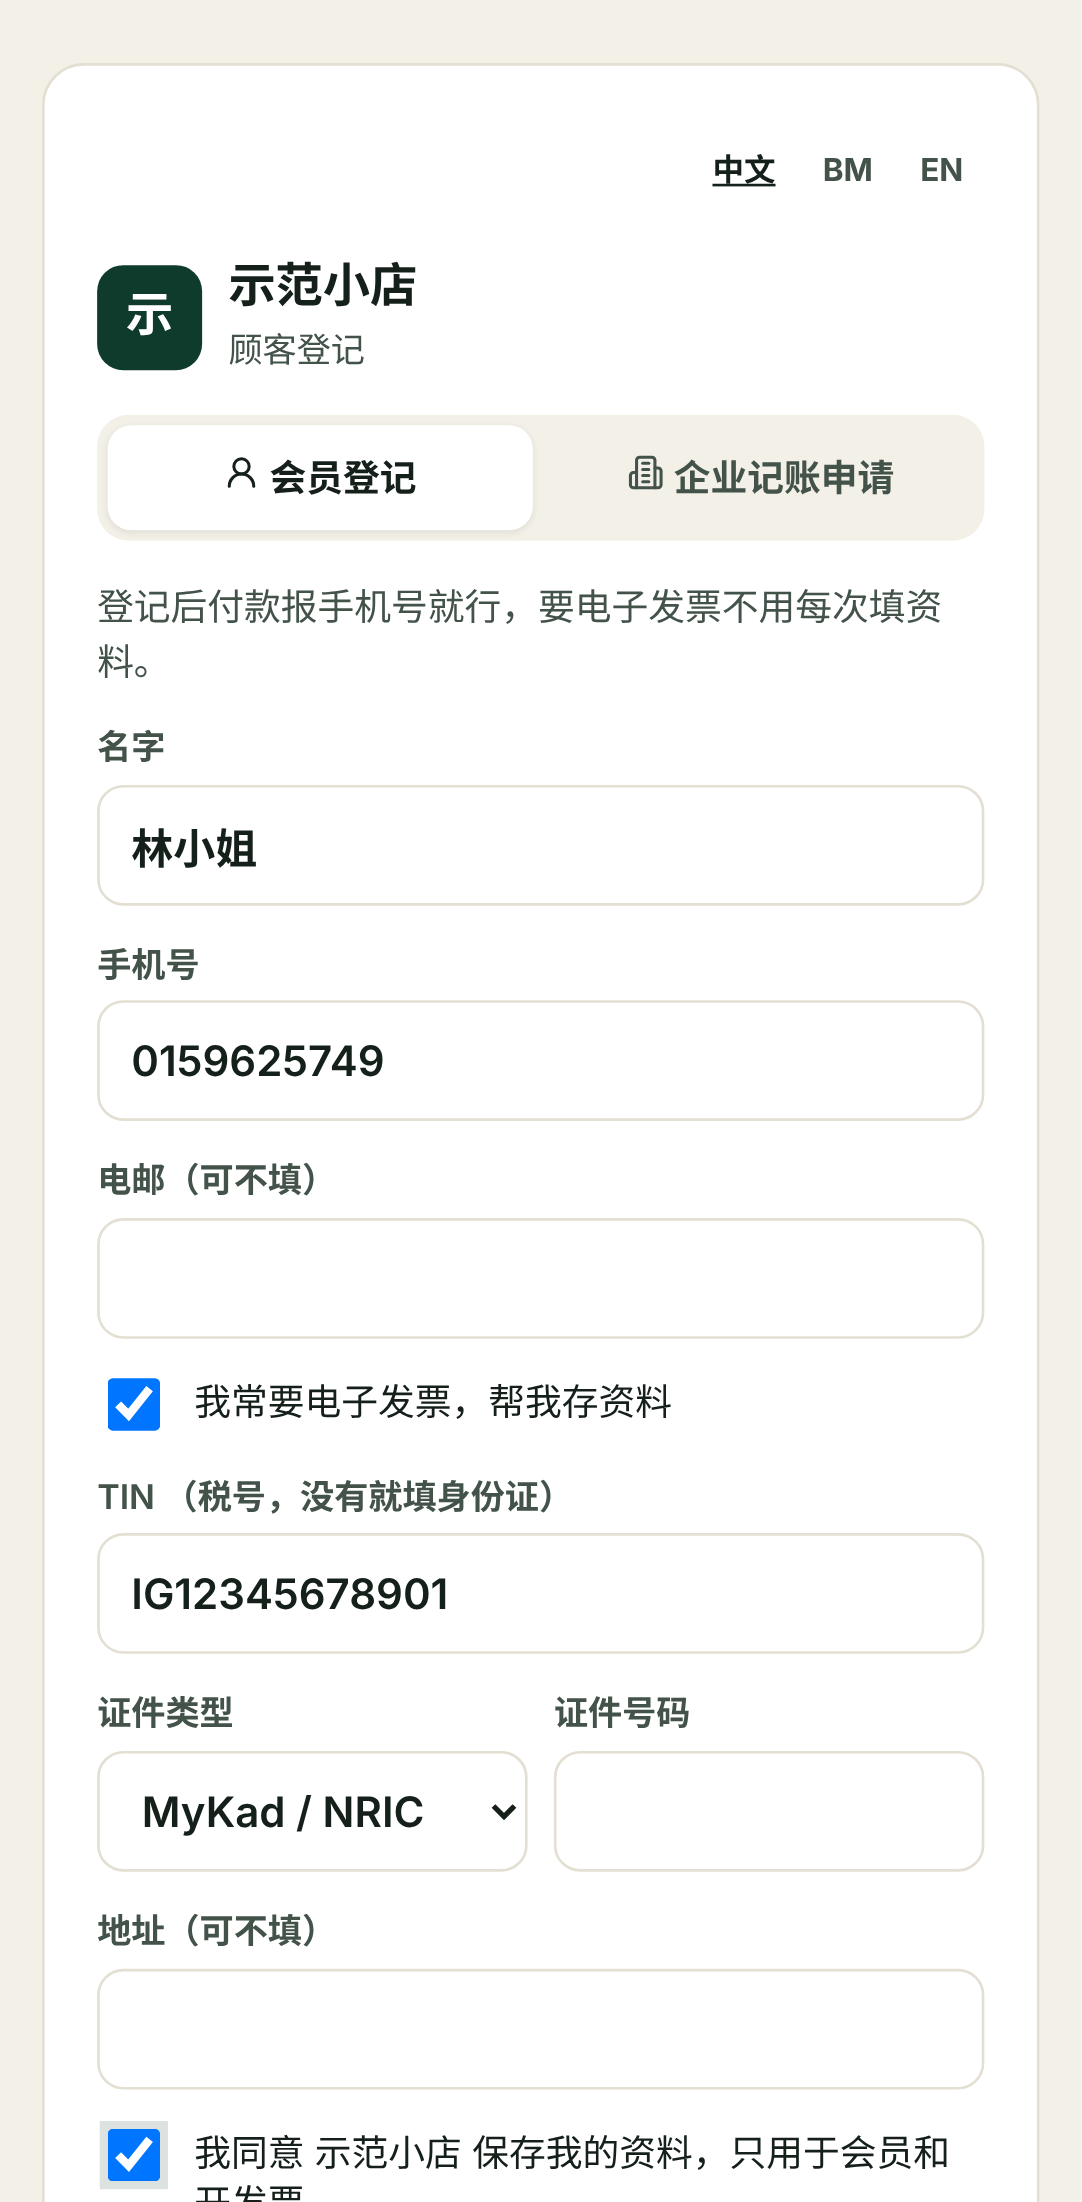 中文 BM EN
示
示范小店
顾客登记
会员登记 企业记账申请
登记后付款报手机号就行，要电子发票不用每次填资
料。
名字
林小姐
手机号
0159625749
电邮（可不填）
我常要电子发票，帮我存资料
TIN （税号，没有就填身份证）
IG12345678901
证件类型 证件号码
MyKad / NRIC
地址（可不填）
我同意 示范小店 保存我的资料，只用于会员和
开发票